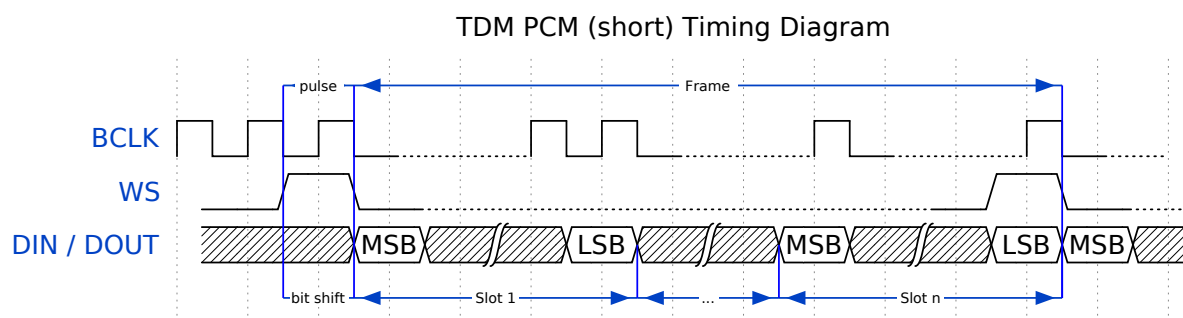 TDM PCM (short) Timing Diagram
pulse Frame
BCLK
WS
DIN / DOUT MSB LSB MSB LSB MSB
bit shift Slot 1 ... Slot n